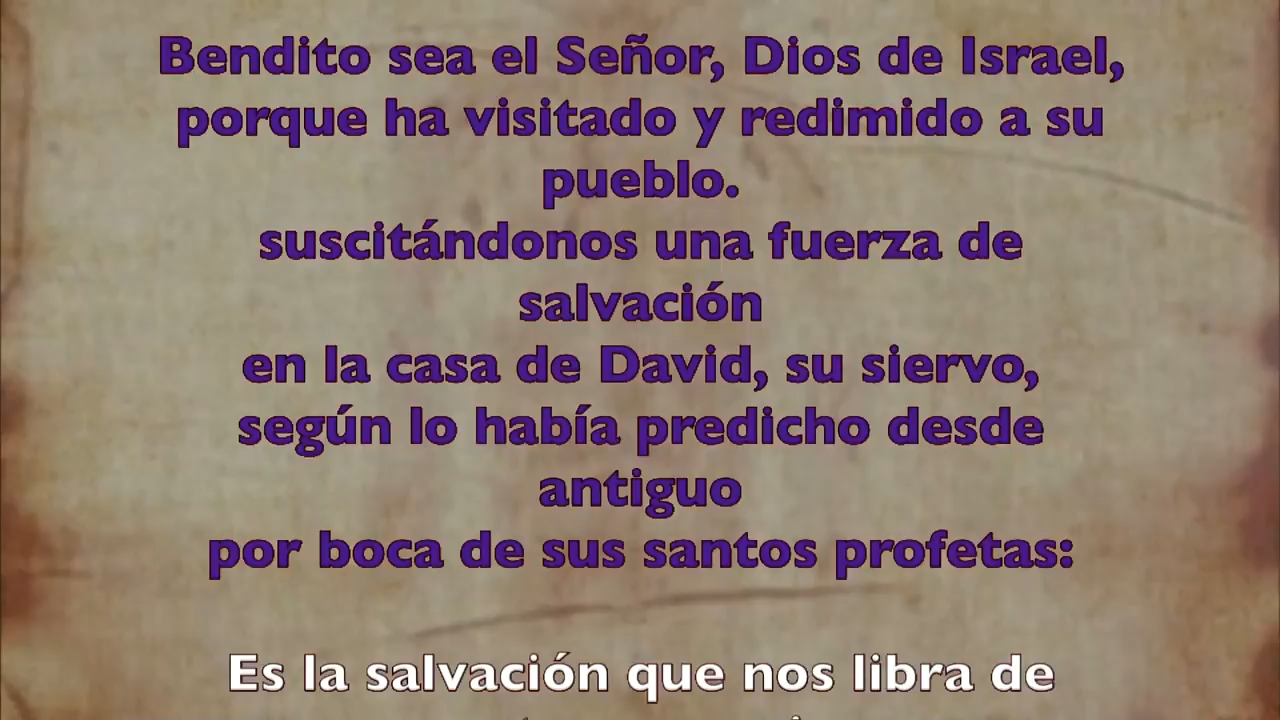 Bendito sea el Señor, Dios de Israel,
porque ha visitado y redimido a su
pueblo.
suscitándonos una fuerza de
salvación
en la casa de David, su siervo,
según lo había predicho desde
antiguo
por boca de sus santos profetas:
Es la salvación que nos libra de